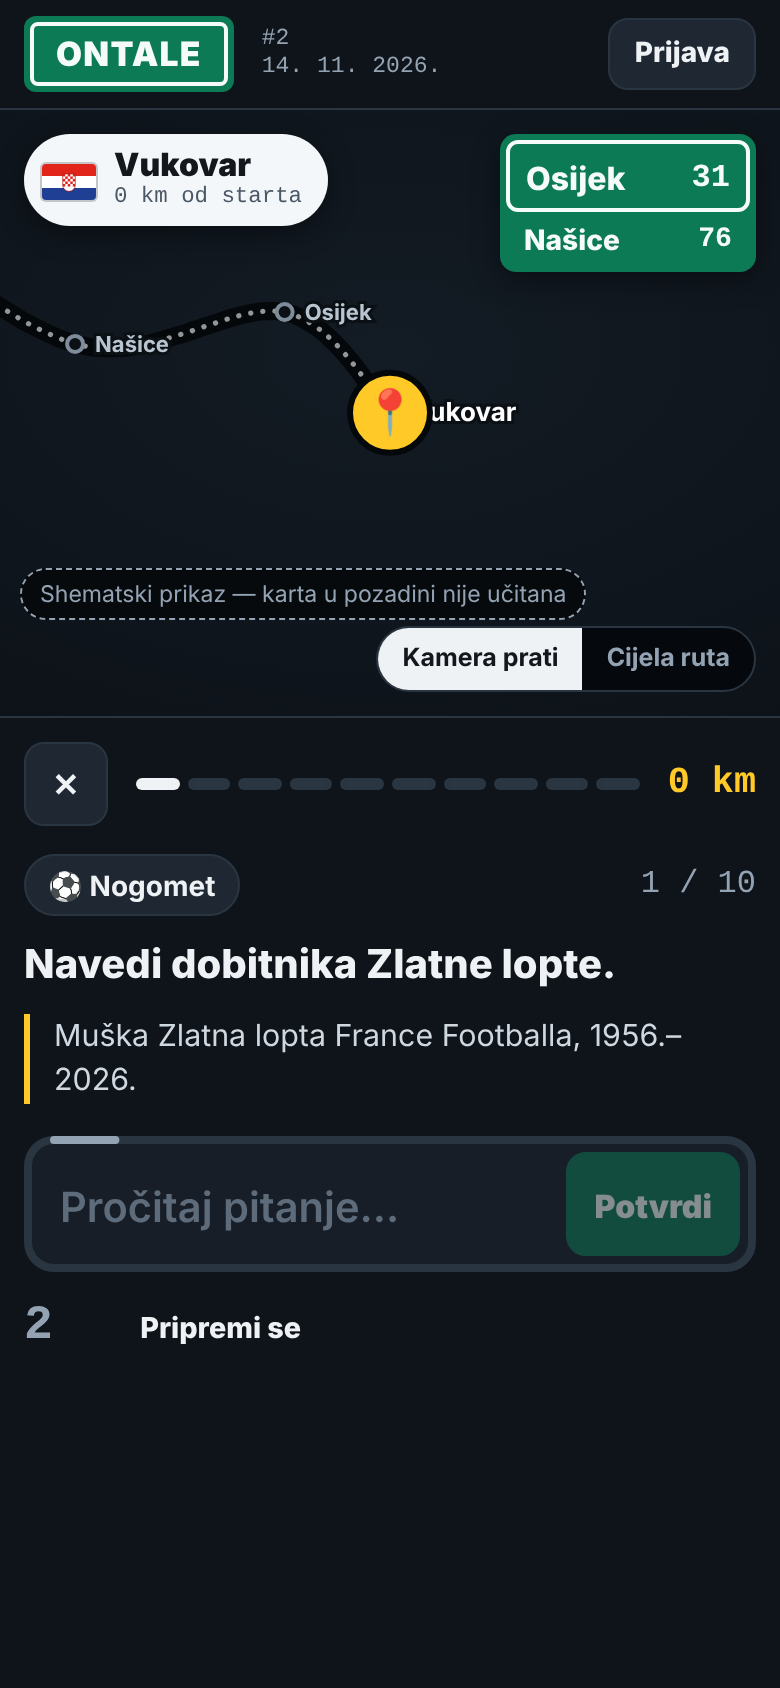 ONTALE
#2
14. 11. 2026.
Prijava
Vukovar
0 km od starta
Osijek 31
Našice 76
Osijek
Našice
ukovar
Shematski prikaz — karta u pozadini nije učitana
Kamera prati
Cijela ruta
×
0 km
Nogomet
1 / 10
Navedi dobitnika Zlatne lopte.
Muška Zlatna lopta France Footballa, 1956.–
2026.
Pročitaj pitanje...
Potvrdi
2
Pripremi se